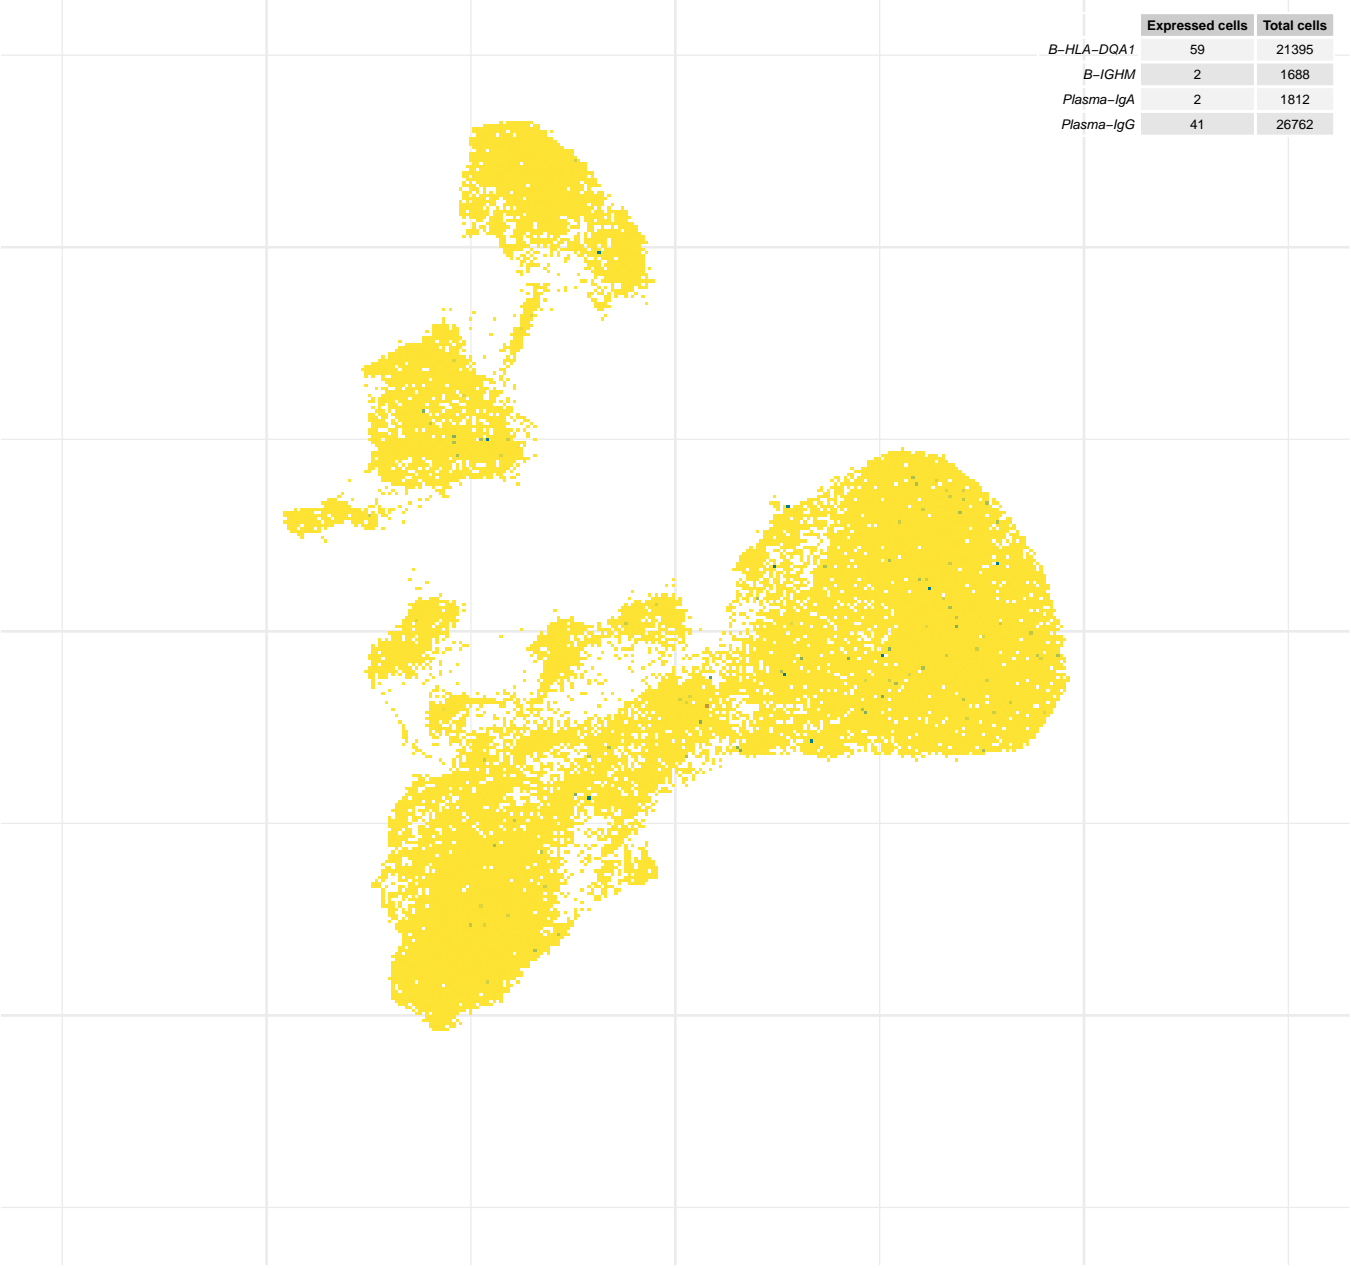 Expressed cells Total cells
B−HLA−DQA1 59 21395
B−IGHM 2 1688
Plasma−IgA 2 1812
Plasma−IgG 41 26762